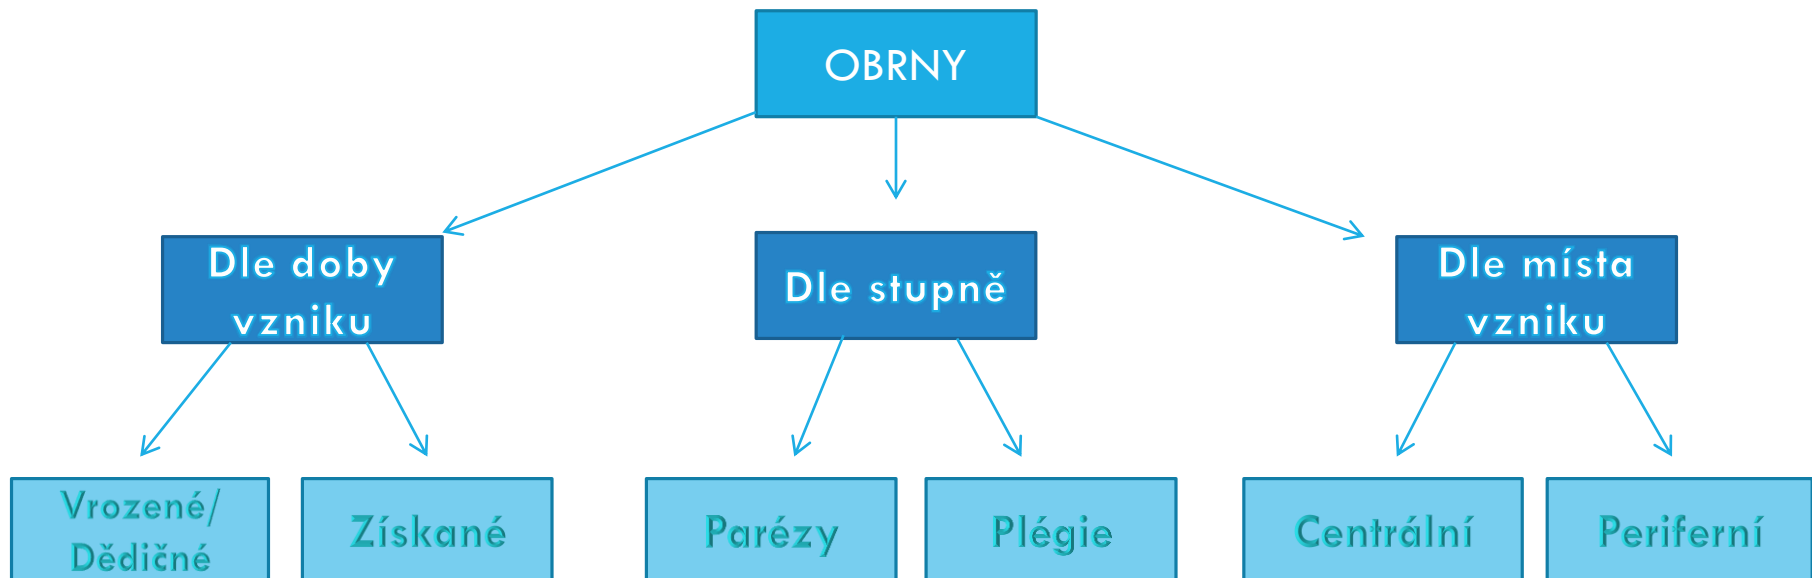 OBRNY
Dle doby
vzniku
Dle stupně
Dle místa
vzniku
Vrozené/
Dědičné
Získané
Parézy
Plégie
Centrální
Periferní